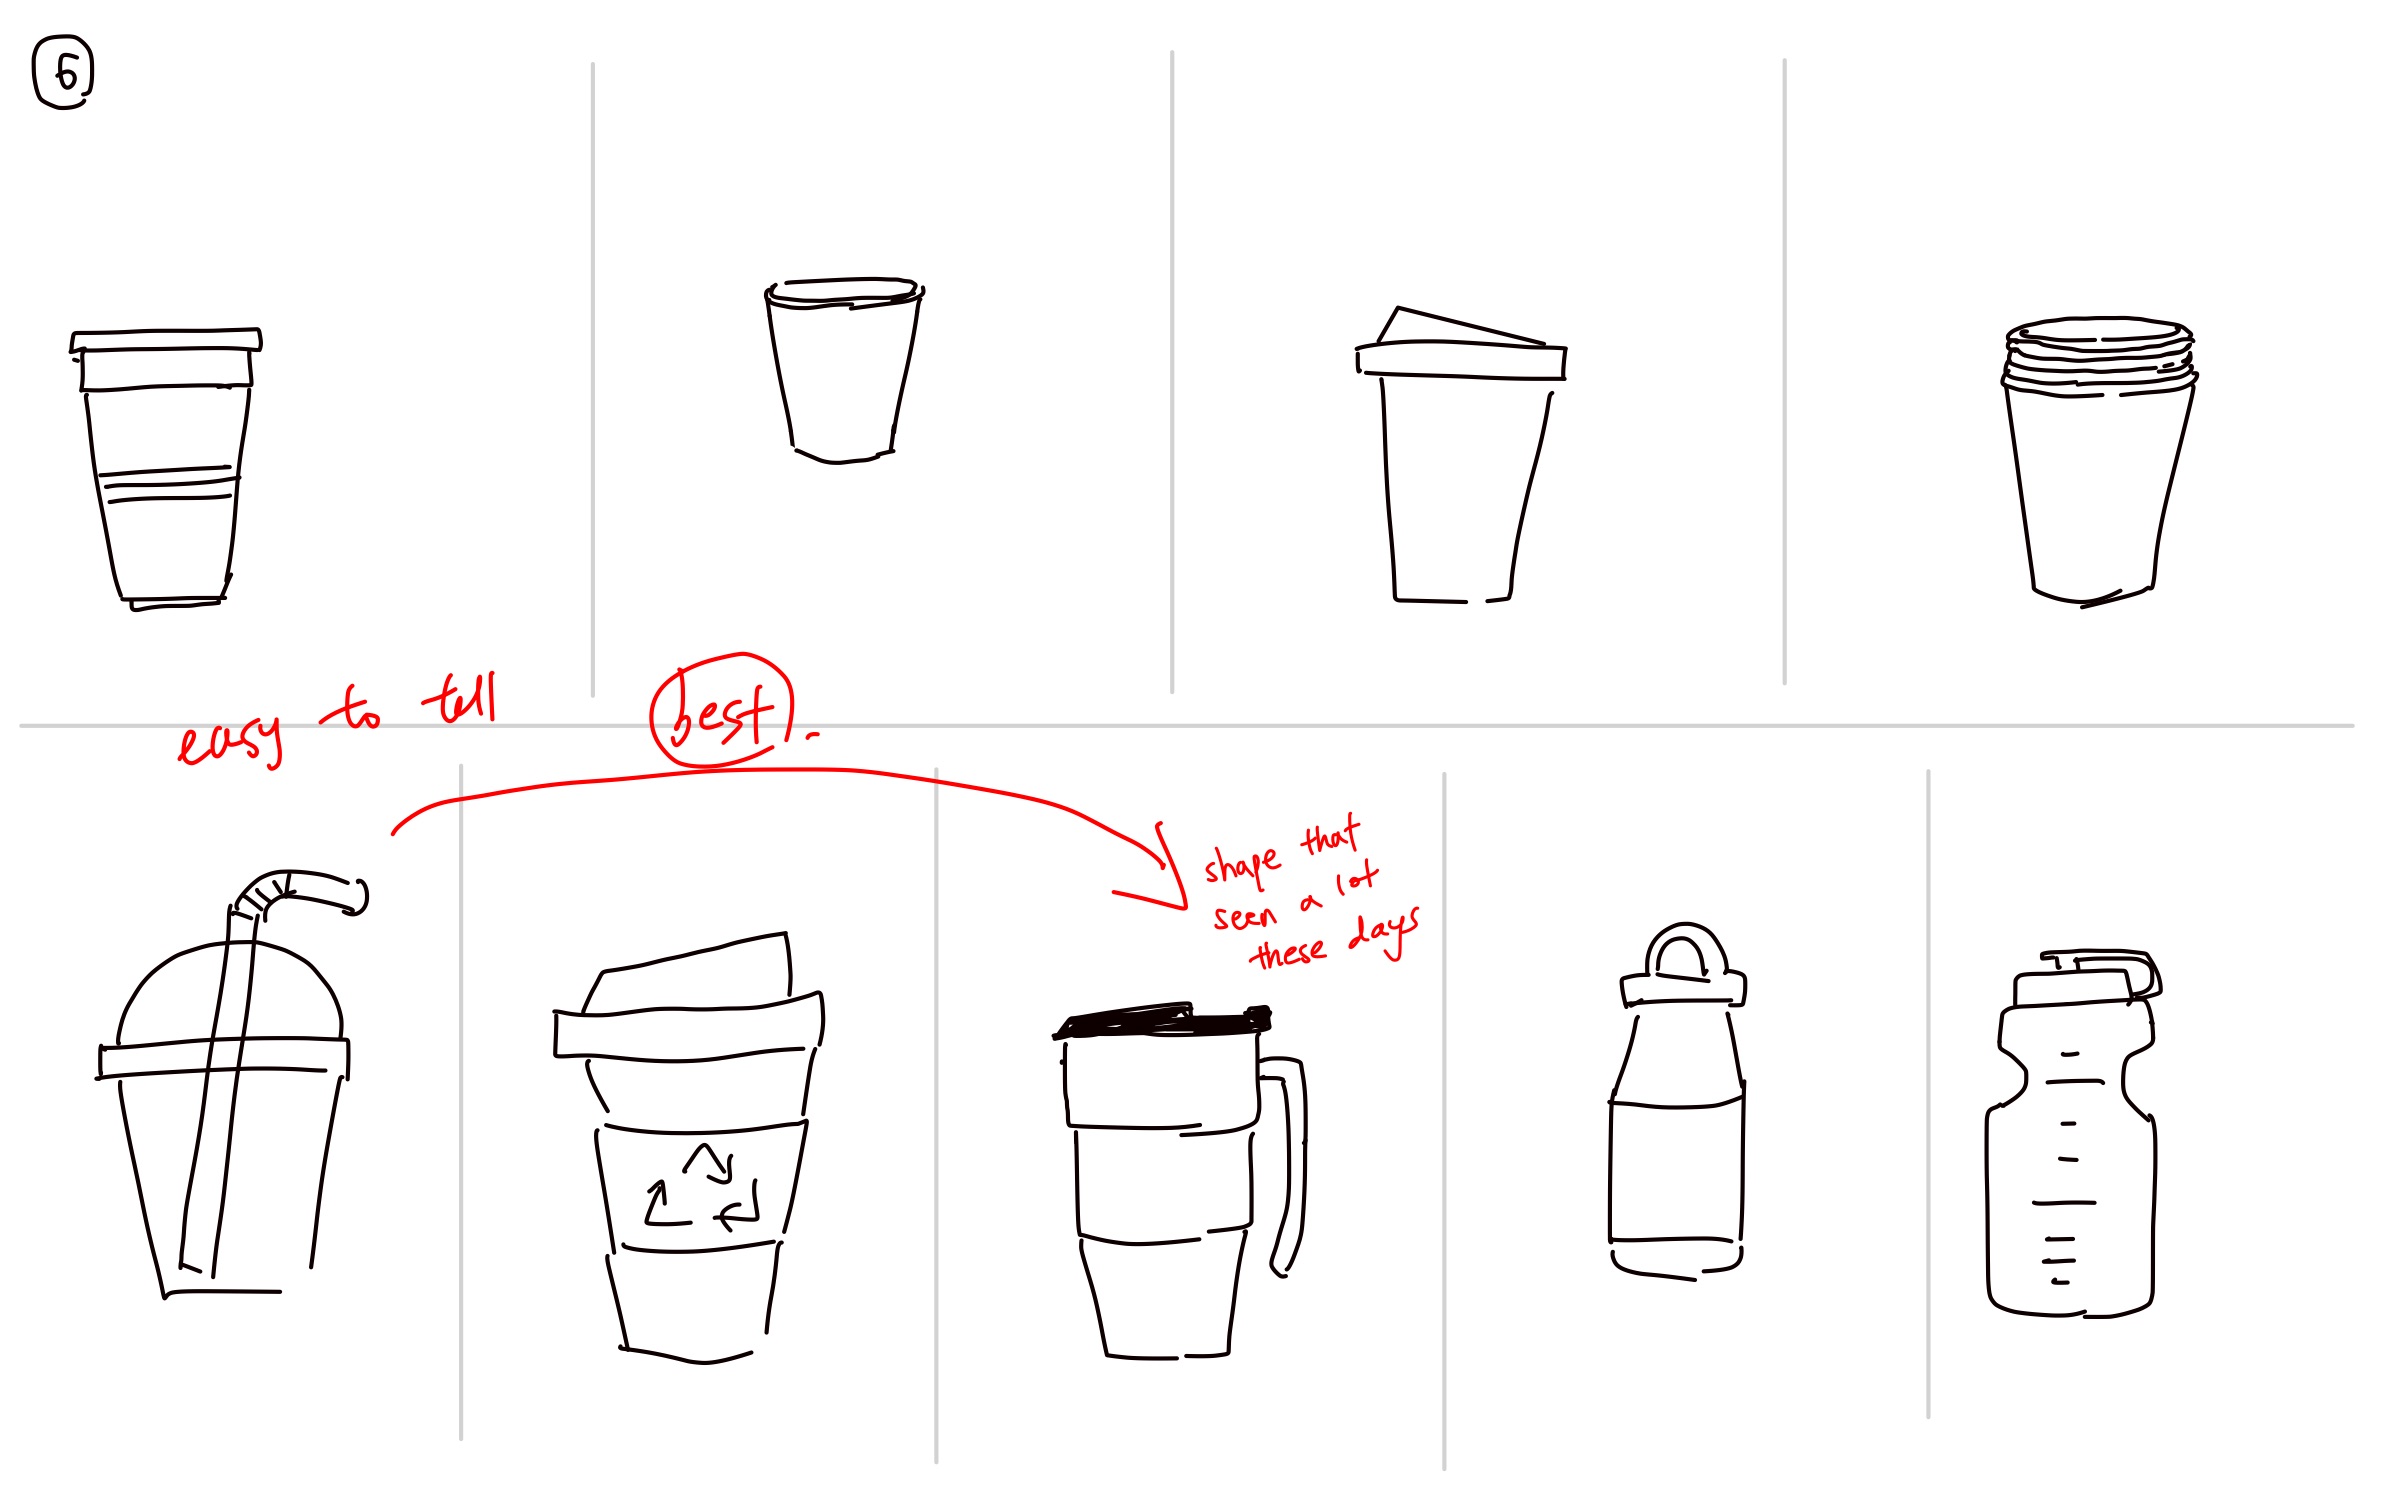 6
easy to tell
best.
shape that
seen a lot
these days